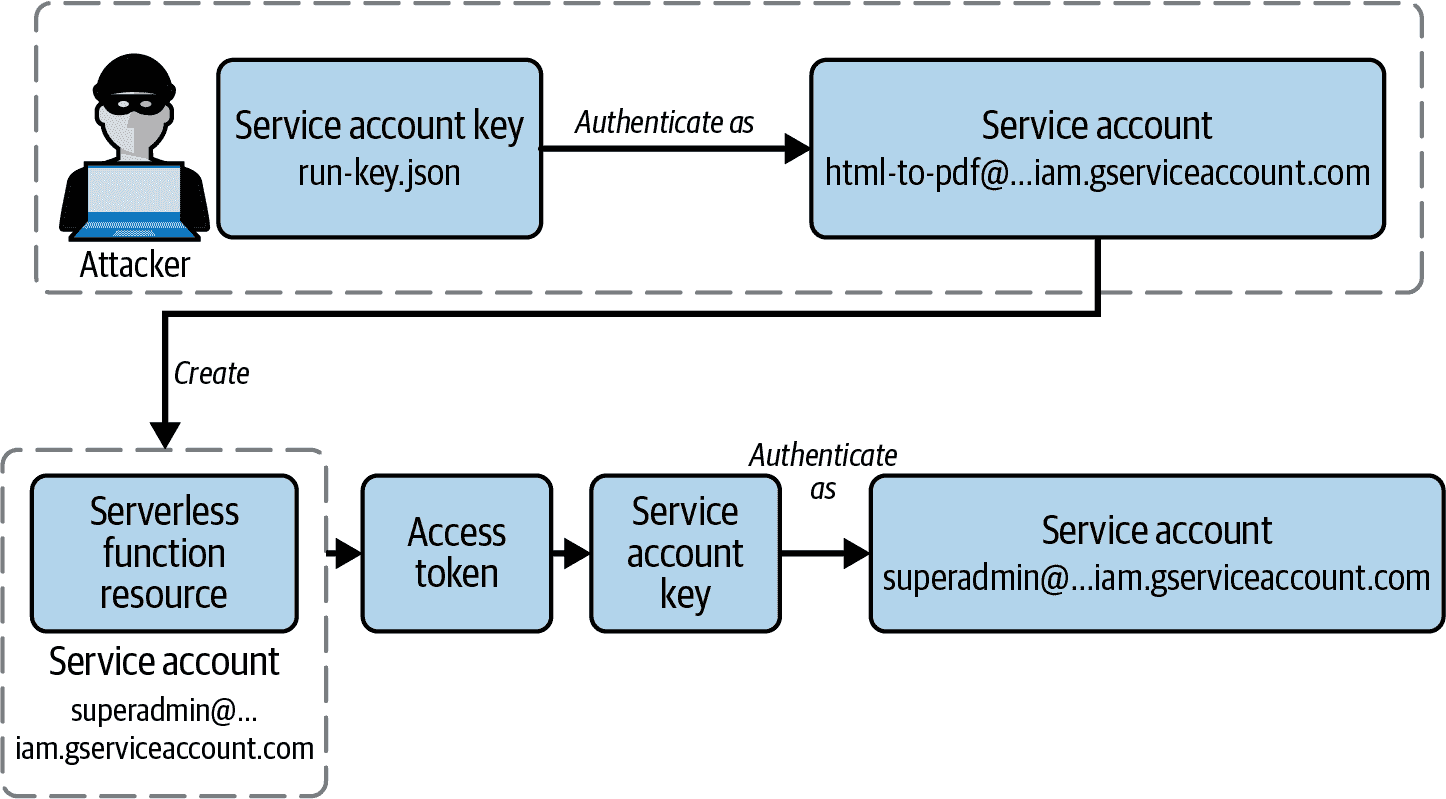 Service account key
run-key.json
Authenticate as
Service account
html-to-pdf@...iam.gserviceaccount.com
Attacker
Create
Serverless
function
resource
Service account
superadmin@...
iam.gserviceaccount.com
Access
token
Service
account
key
Authenticate
as
Service account
superadmin@...iam.gserviceaccount.com